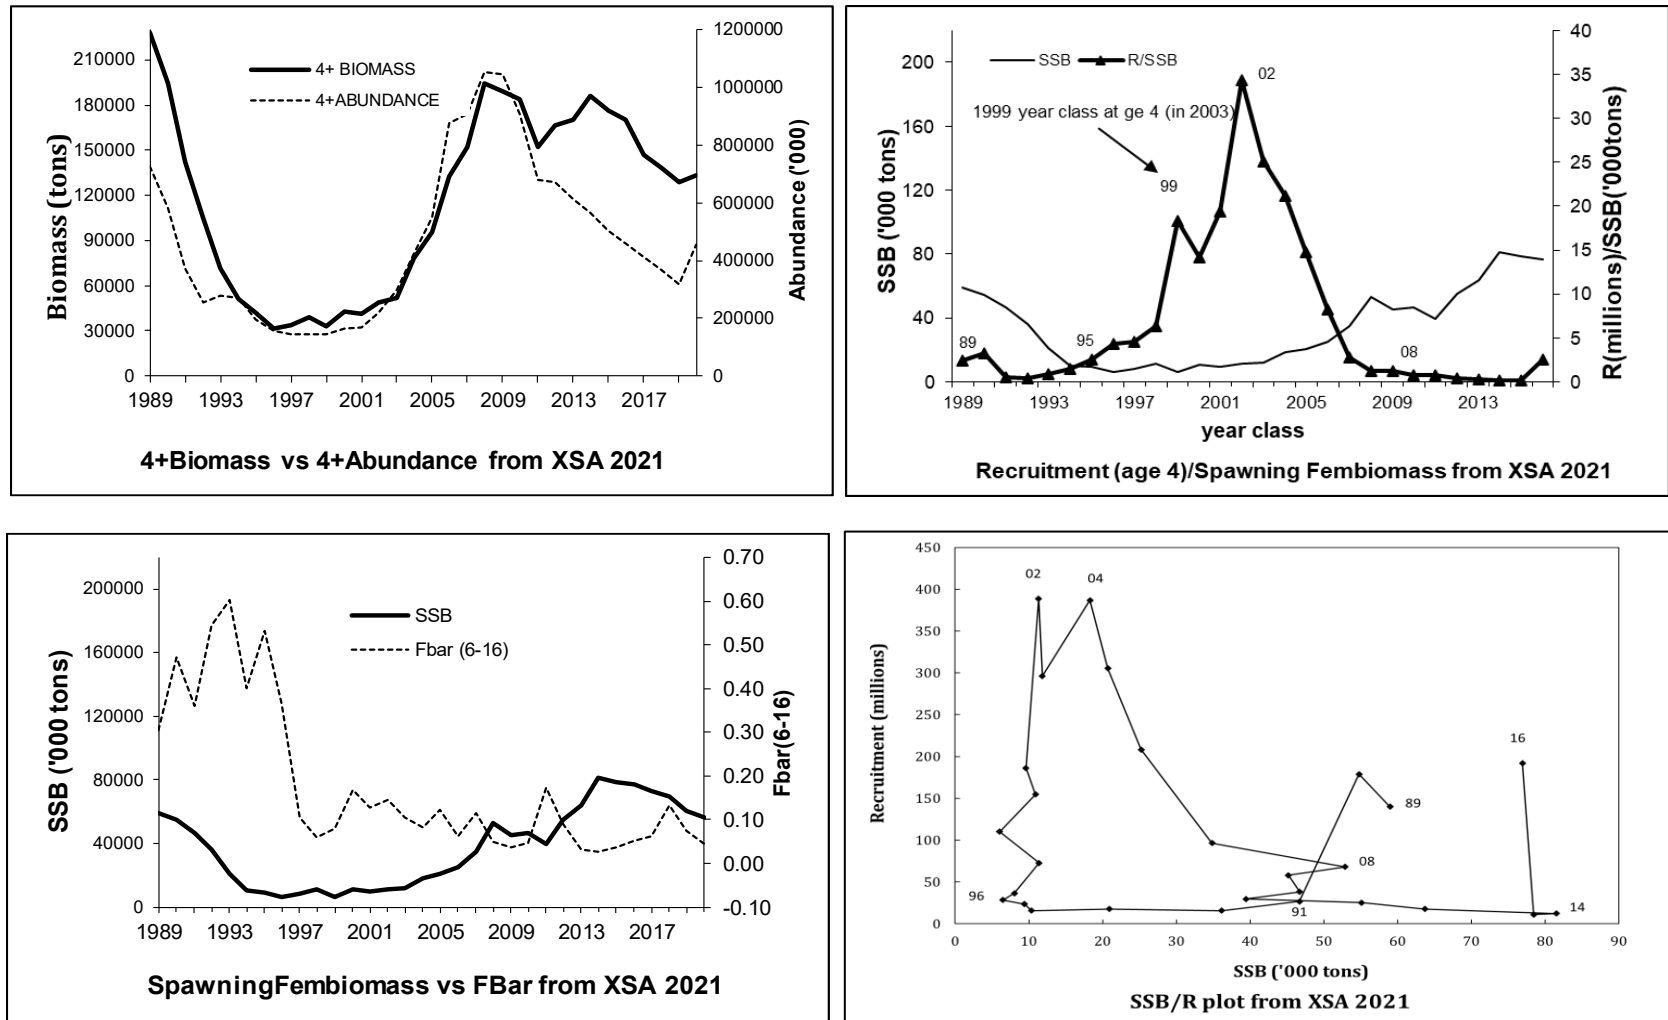 210000
180000
150000
120000
90000
60000
30000
0
Biomass (tons)
4+ BIOMASS
4+ABUNDANCE
1200000
1000000
800000
600000
400000
200000
0
Abundance ('000)
1989 1993 1997 2001 2005 2009 2013 2017
4+Biomass vs 4+Abundance from XSA 2021
200
160
120
80
40
0
SSB ('000 tons)
SSB R/SSB
02
1999 year class at ge 4 (in 2003)
99
95
89
08
40
35
30
25
20
15
10
5
0
R(millions)/SSB('000tons)
1989 1993 1997 2001 2005 2009 2013
year class
Recruitment (age 4)/Spawning Fembiomass from XSA 2021
200000
160000
120000
80000
40000
0
SSB ('000 tons)
SSB
Fbar (6-16)
0.70
0.60
0.50
0.40
0.30
0.20
0.10
0.00
-0.10
Fbar(6-16)
1989 1993 1997 2001 2005 2009 2013 2017
SpawningFembiomass vs FBar from XSA 2021
450
400
350
300
250
200
150
100
50
0
Recruitment (millions)
02 04
16
89
08
96
91
14
0 10 20 30 40 50 60 70 80 90
SSB ('000 tons)
SSB/R plot from XSA 2021